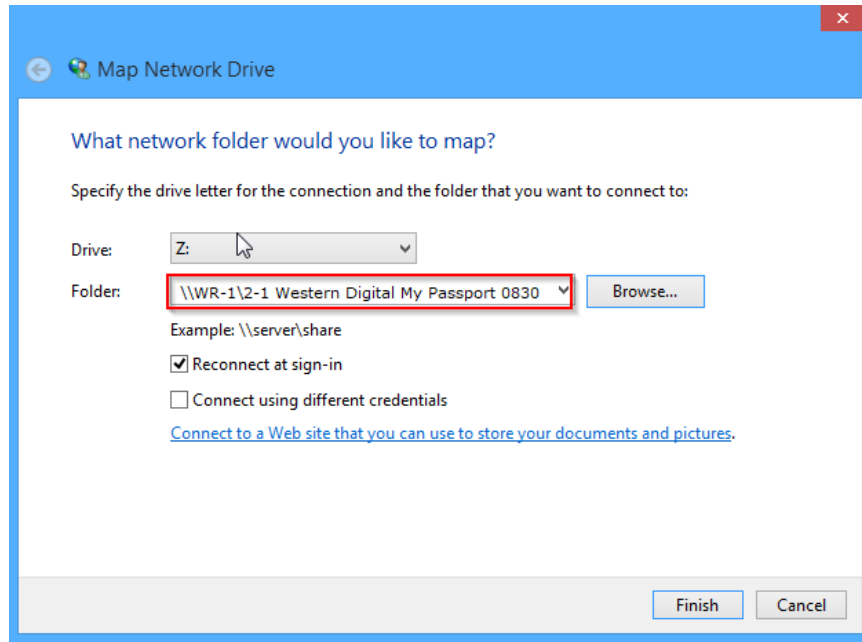 Map Network Drive
What network folder would you like to map?
Specify the drive letter for the connection and the folder that you want to connect to:
Drive: Z:
Folder: \\WR-1\2-1 Western Digital My Passport 0830 Browse...
Example: \\server\share
Reconnect at sign-in
Connect using different credentials
Connect to a Web site that you can use to store your documents and pictures.
Finish Cancel